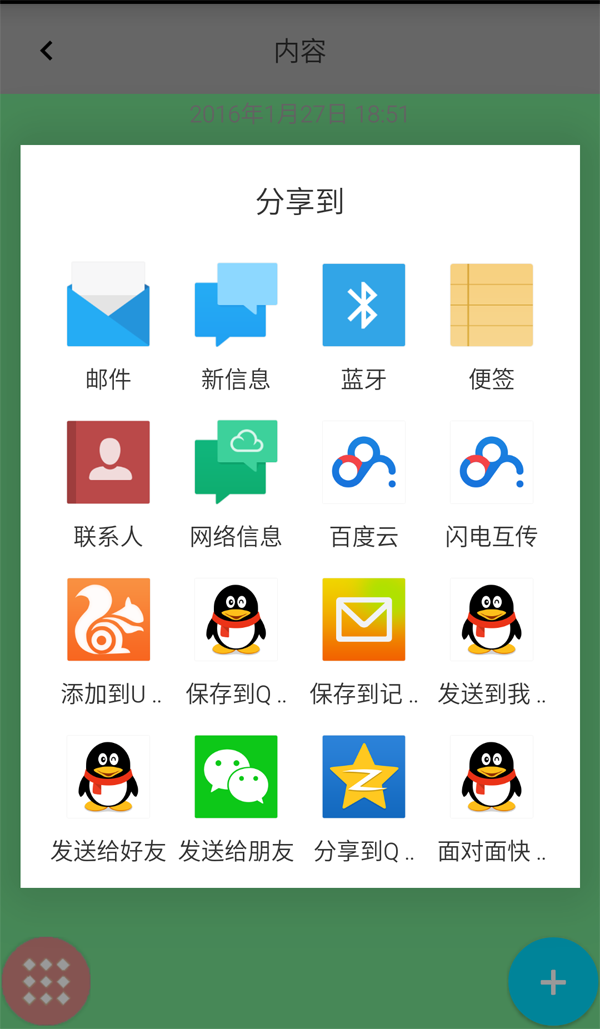 内容
2016年1月27日 18:51
分享到
邮件 新信息 蓝牙 便签
联系人 网络信息 百度云 闪电互传
添加到U .. 保存到Q .. 保存到记 .. 发送到我 ..
发送给好友 发送给朋友 分享到Q .. 面对面快 ..